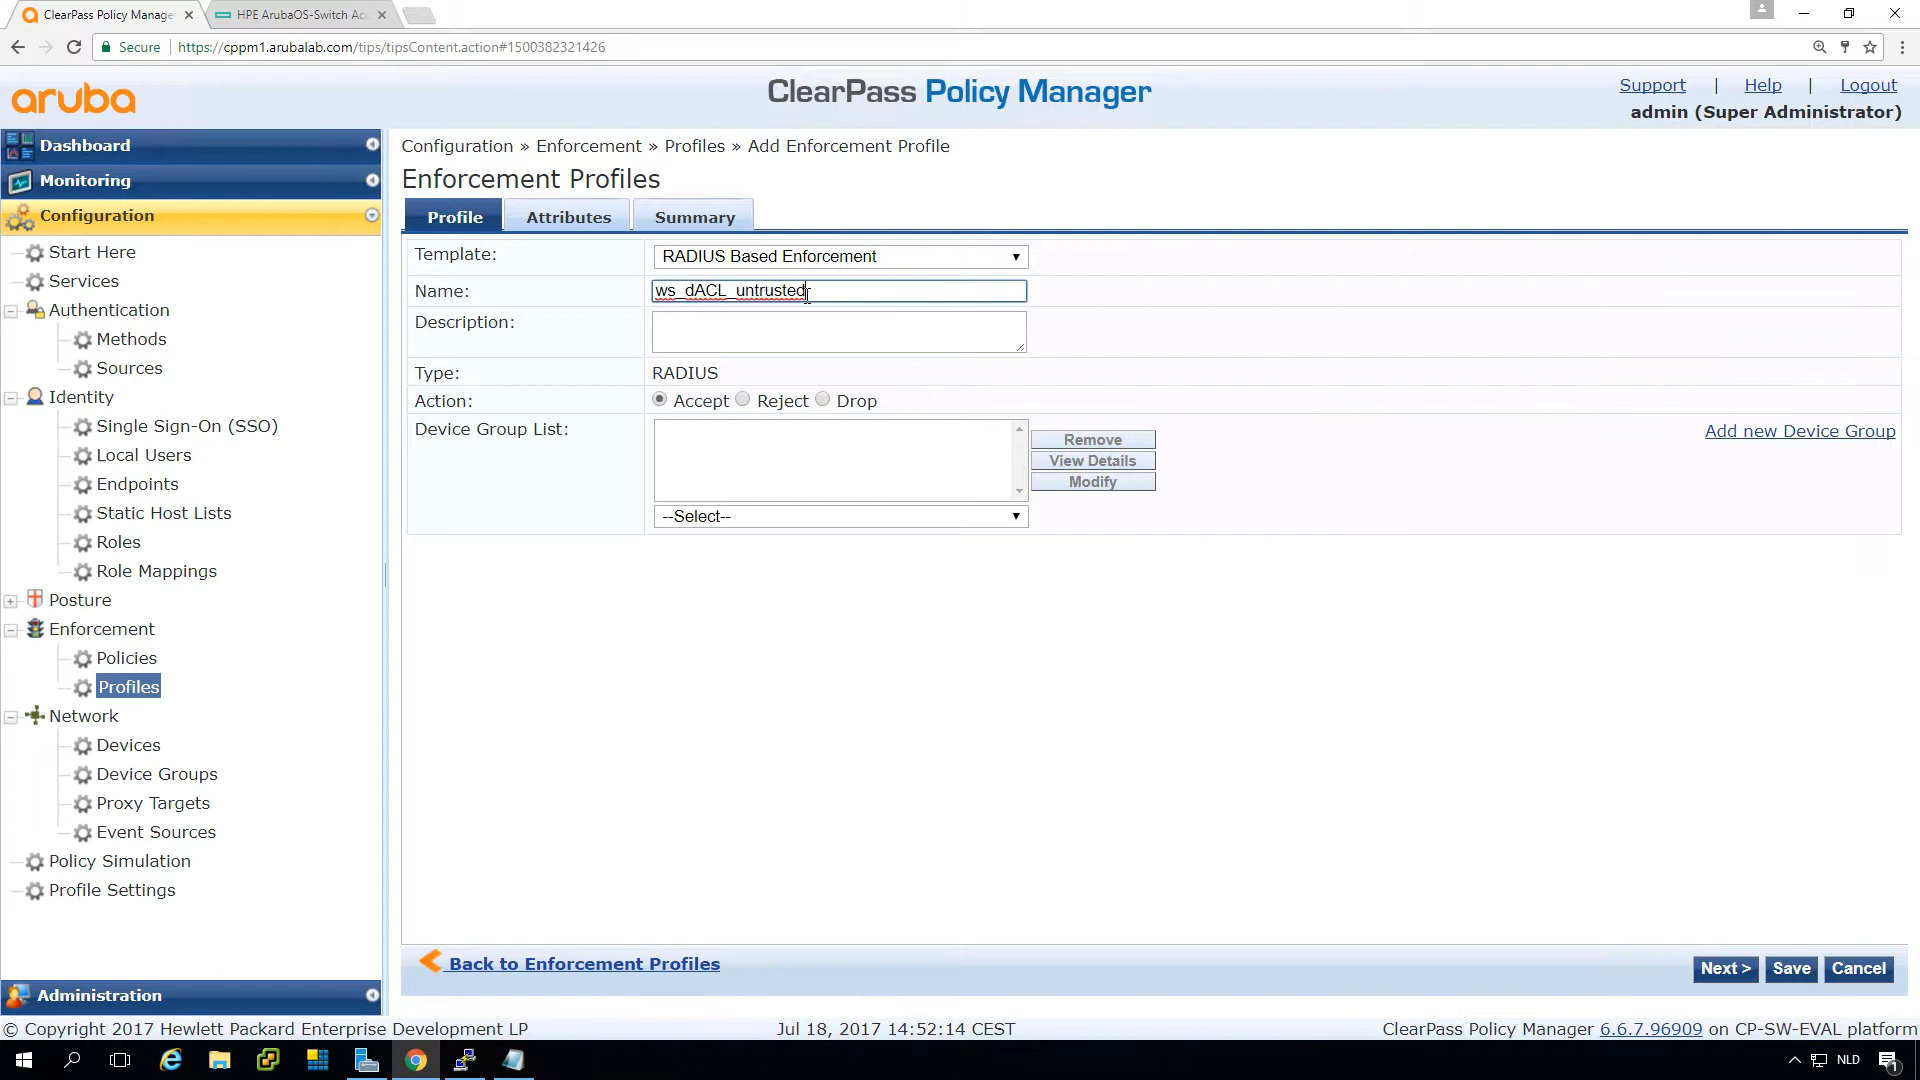 ClearPass Policy Manage
HPE ArubaOS-Switch Acc
Secure
https://cppm1.arubalab.com/tips/tipsContent.action#1500382321426
aruba
ClearPass Policy Manager
Support | Help | Logout
admin (Super Administrator)
Dashboard
Monitoring
Configuration
Start Here
Services
Authentication
Methods
Sources
Identity
Single Sign-On (SSO)
Local Users
Endpoints
Static Host Lists
Roles
Role Mappings
Posture
Enforcement
Policies
Profiles
Network
Devices
Device Groups
Proxy Targets
Event Sources
Policy Simulation
Profile Settings
Administration
Configuration » Enforcement » Profiles » Add Enforcement Profile
Enforcement Profiles
Profile
Attributes
Summary
Template:
RADIUS Based Enforcement
Name:
ws_dACL_untrusted
Description:
Type:
RADIUS
Action:
Accept Reject Drop
Device Group List:
Remove
View Details
Modify
Add new Device Group
--Select--
Back to Enforcement Profiles
Next >
Save
Cancel
© Copyright 2017 Hewlett Packard Enterprise Development LP
Jul 18, 2017 14:52:14 CEST
ClearPass Policy Manager 6.6.7.96909 on CP-SW-EVAL platform
NLD
1